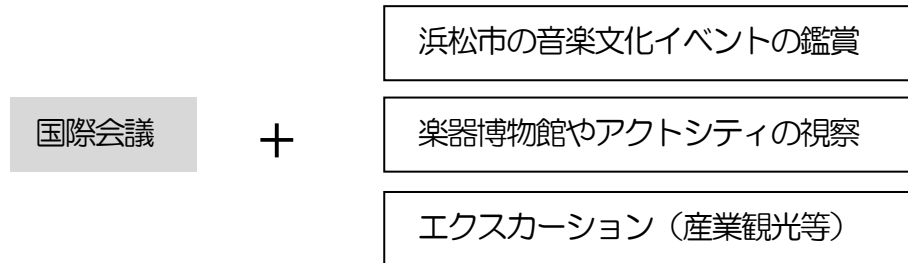 浜松市の音楽文化イベントの鑑賞
国際会議
＋
楽器博物館やアクトシティの視察
エクスカーション（産業観光等）